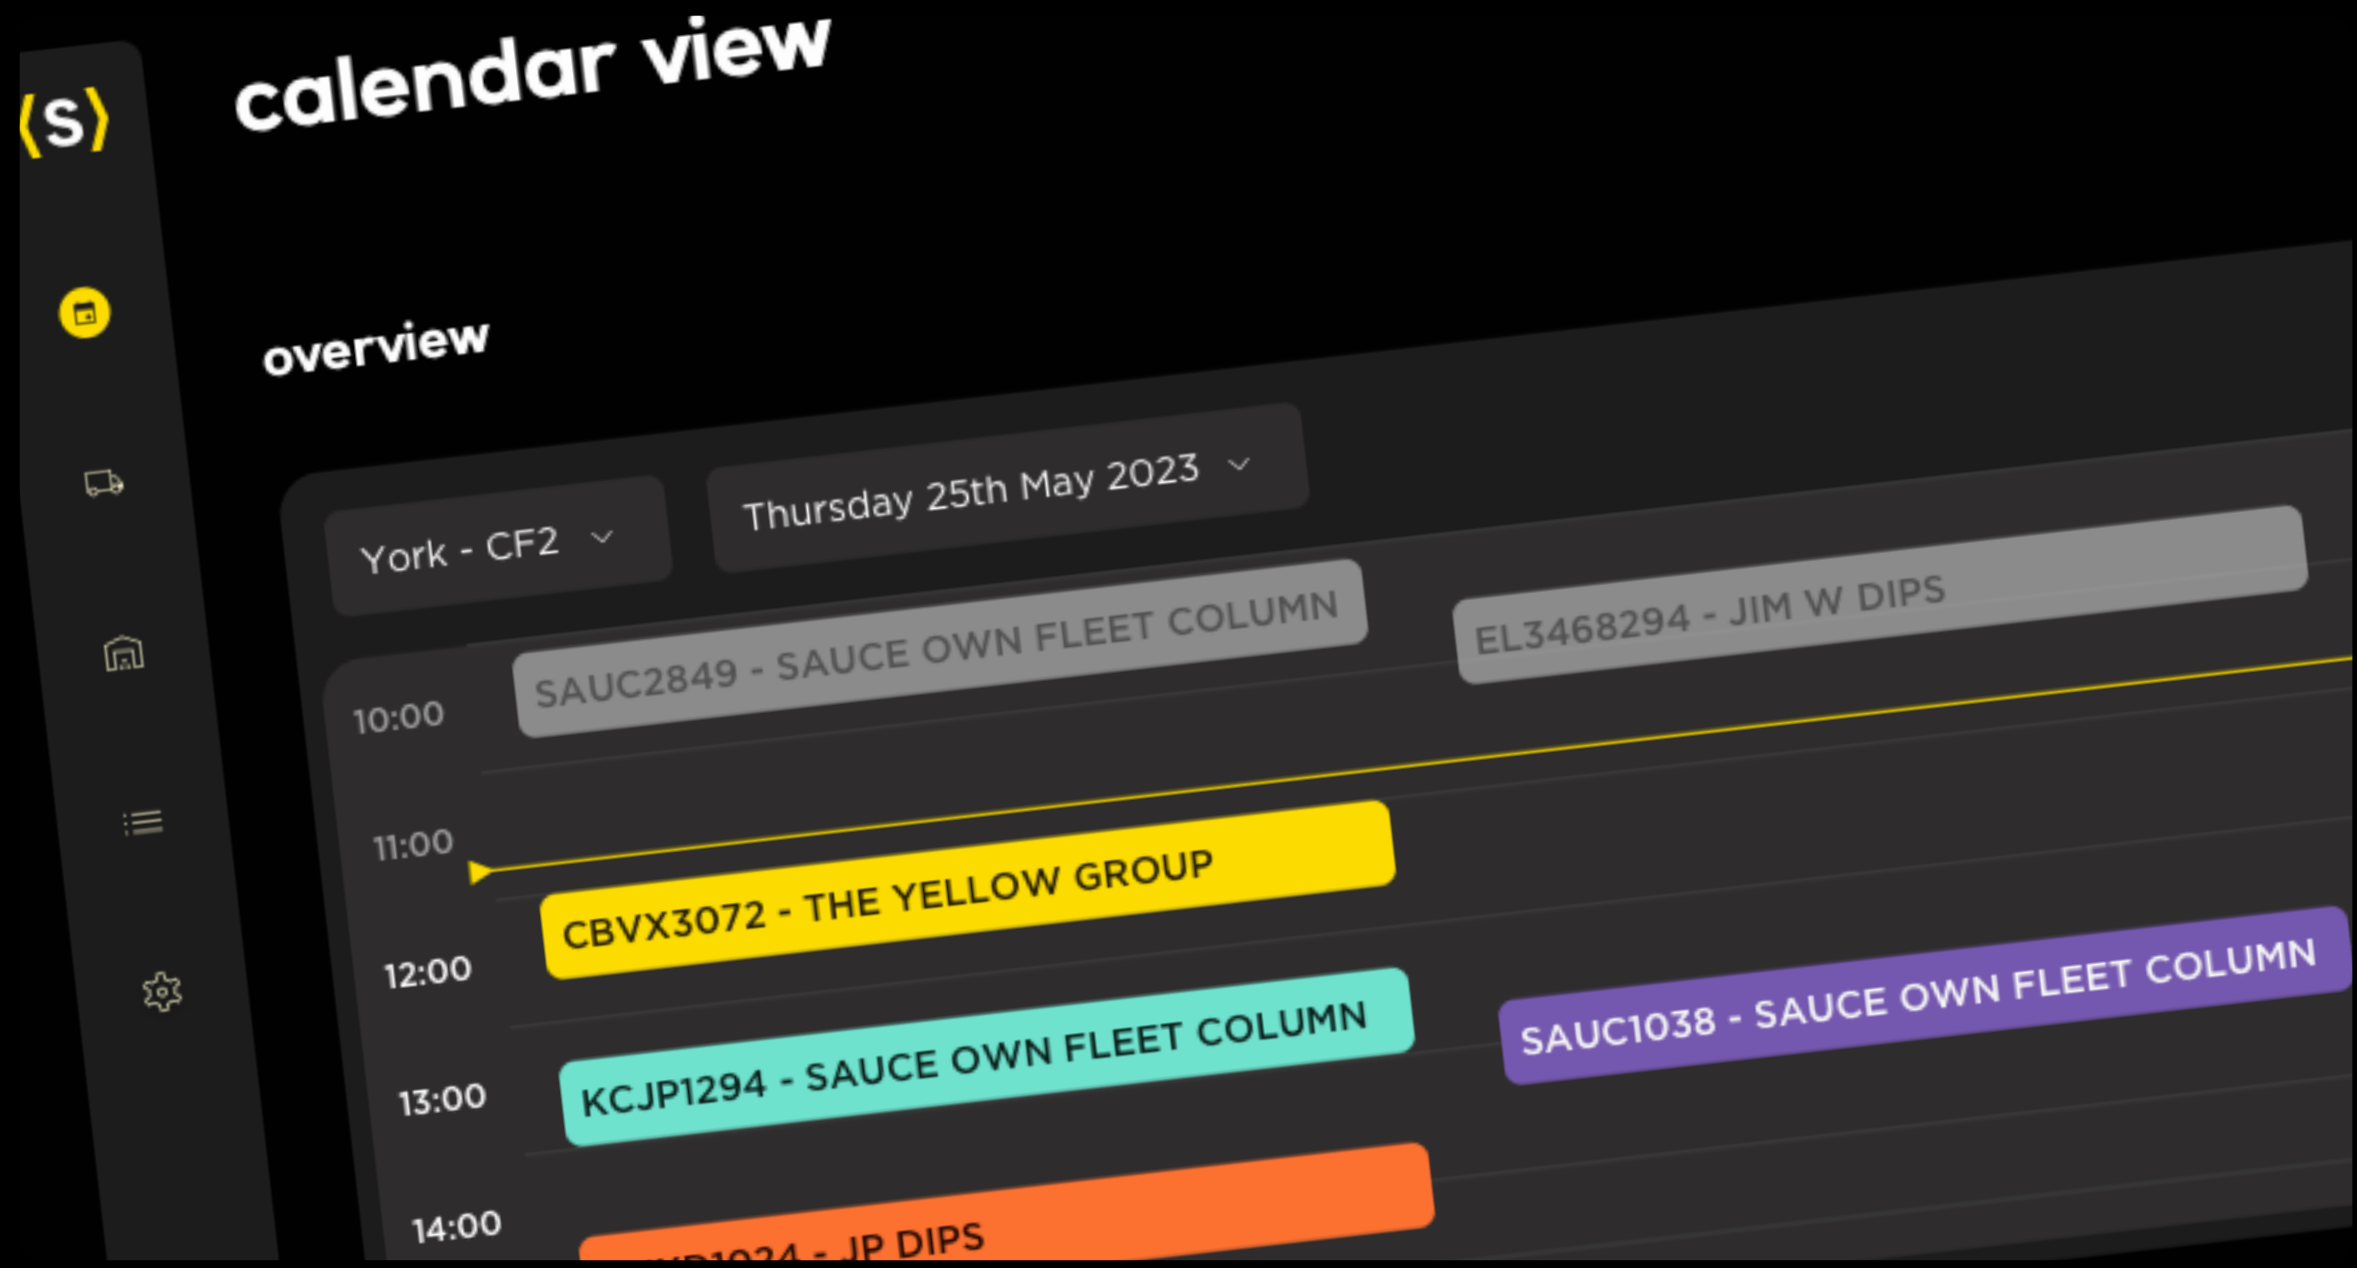 calendar view
⟨S⟩
overview
York - CF2
Thursday 25th May 2023
SAUC2849 - SAUCE OWN FLEET COLUMN
EL3468294 - JIM W DIPS
10:00
11:00
CBVX3072 - THE YELLOW GROUP
12:00
KCJP1294 - SAUCE OWN FLEET COLUMN
SAUC1038 - SAUCE OWN FLEET COLUMN
13:00
- JP DIPS
14:00